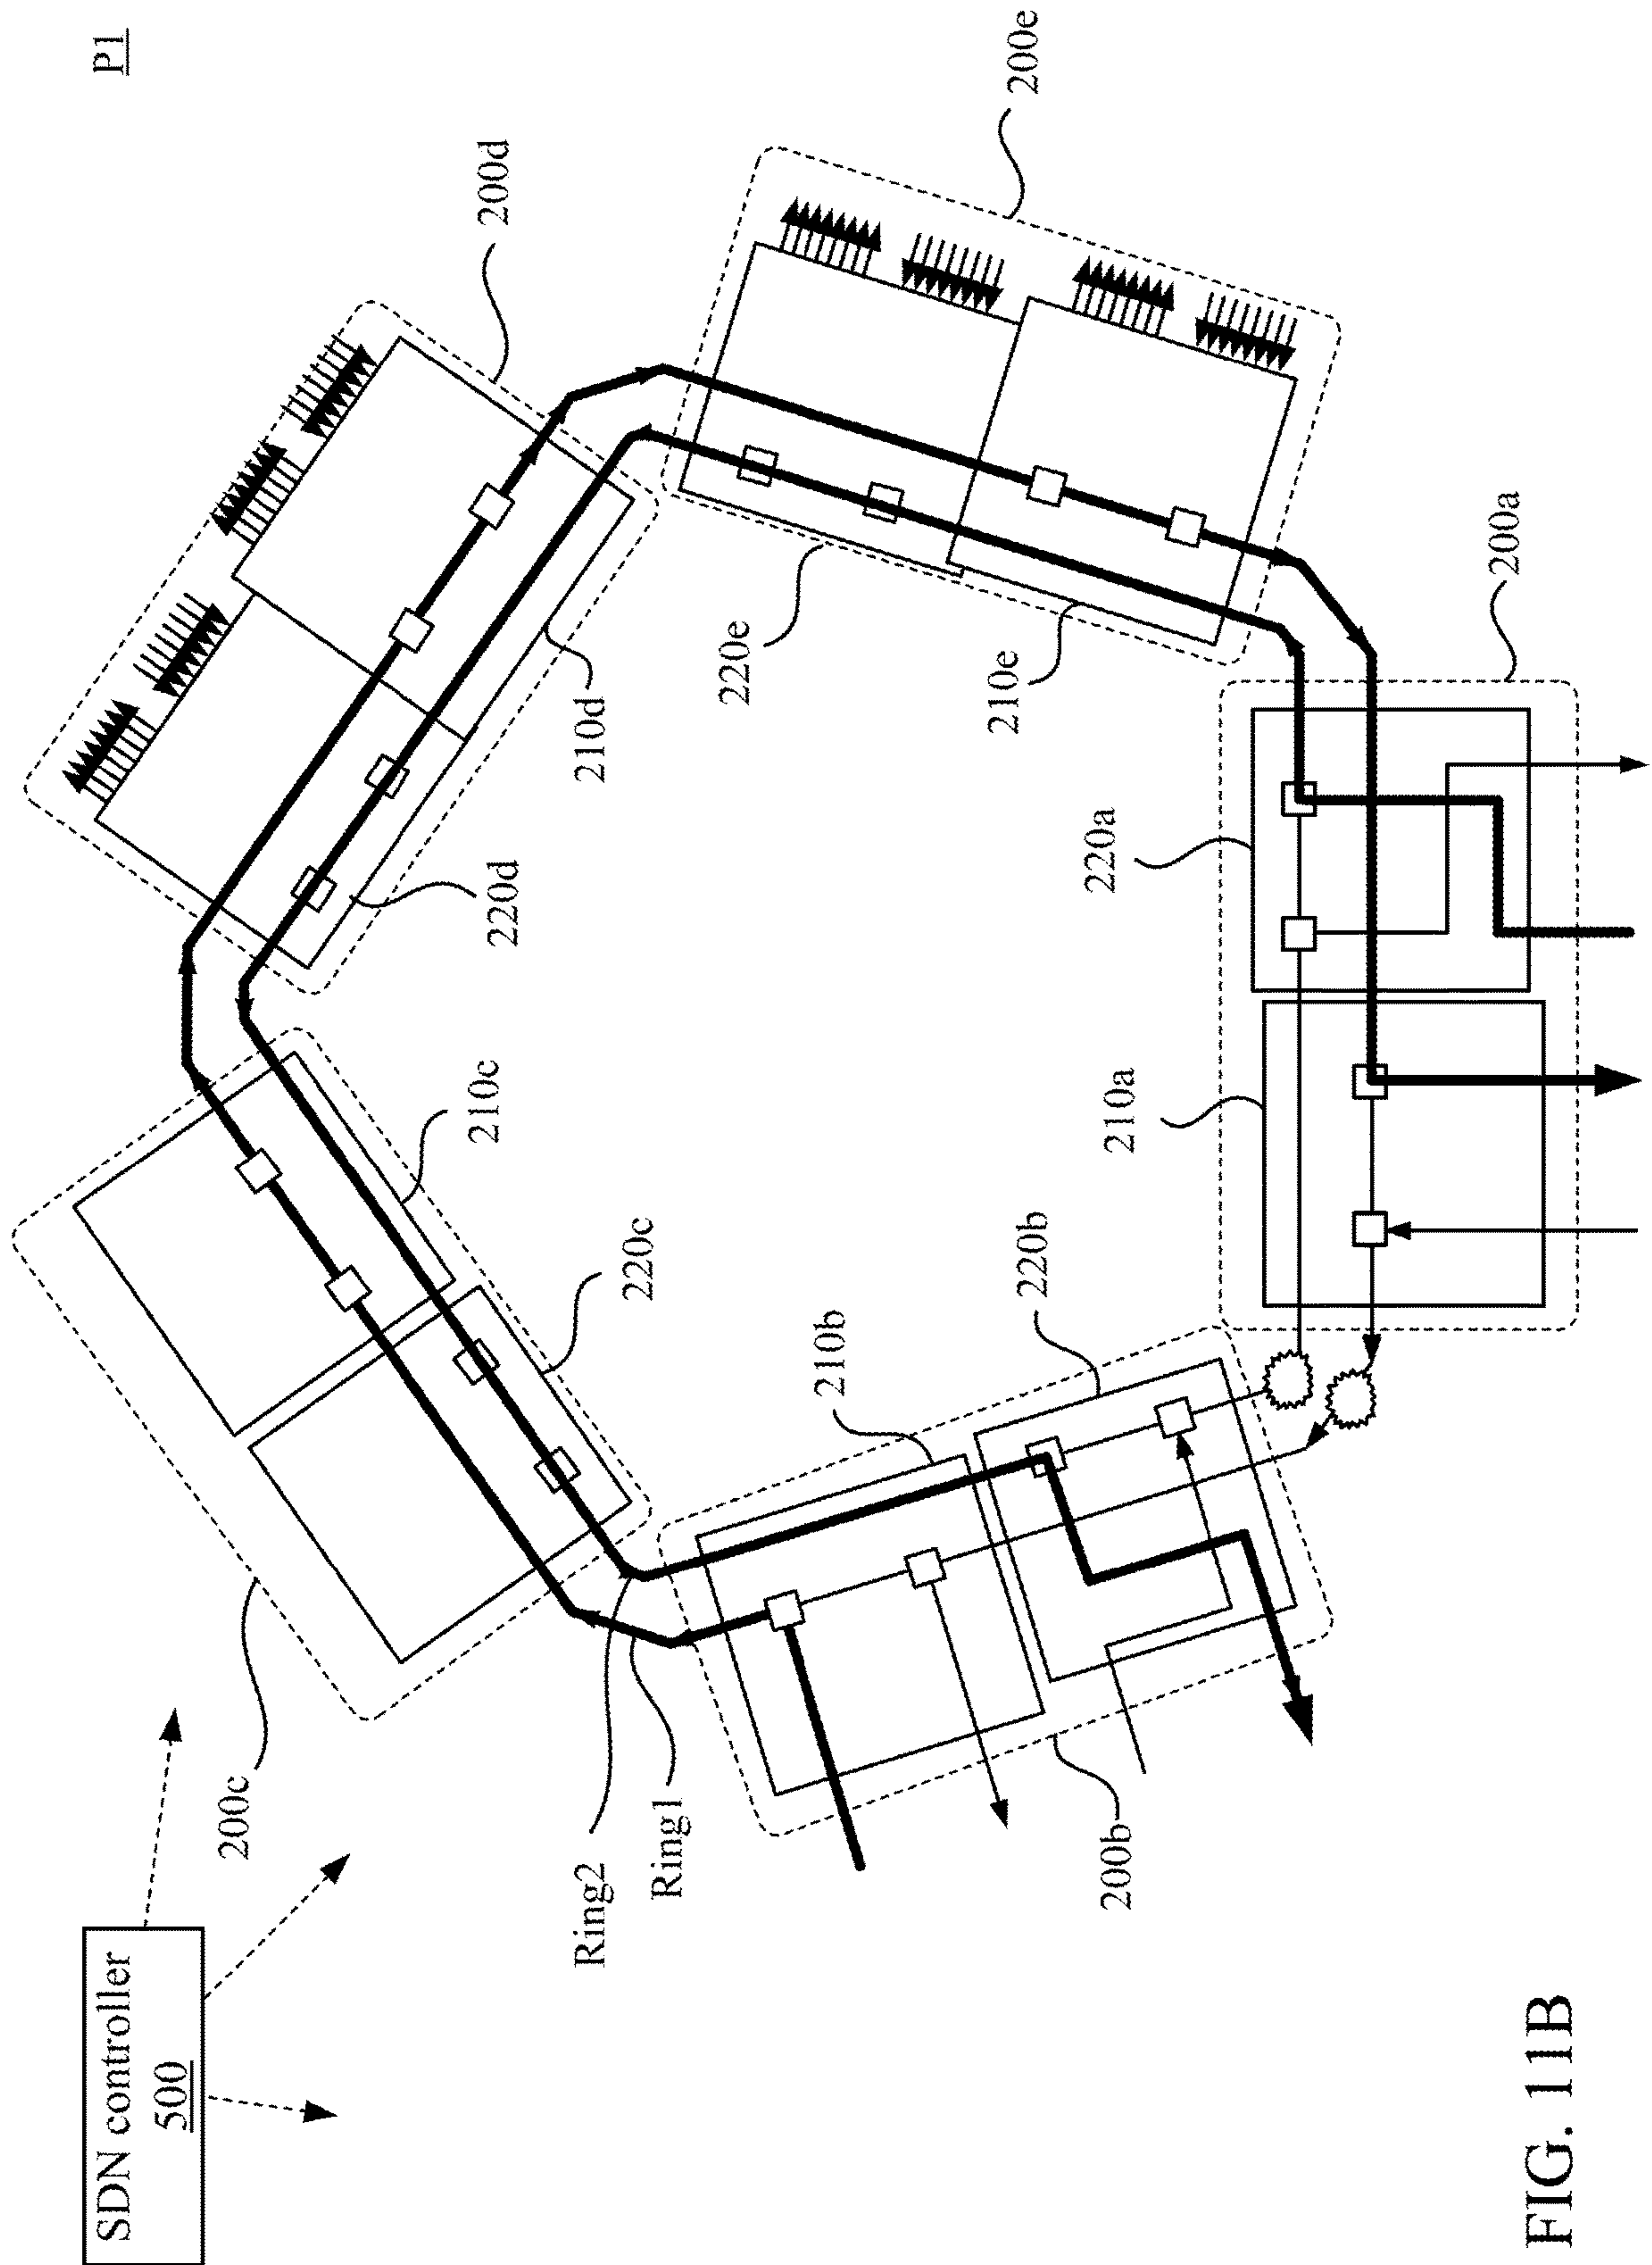 P1
SDN controller
500
200c
200d
200e
210c
220c
220d
210d
220e
210e
Ring2
Ring1
210b
220b
200b
210a
220a
200a
FIG. 11B